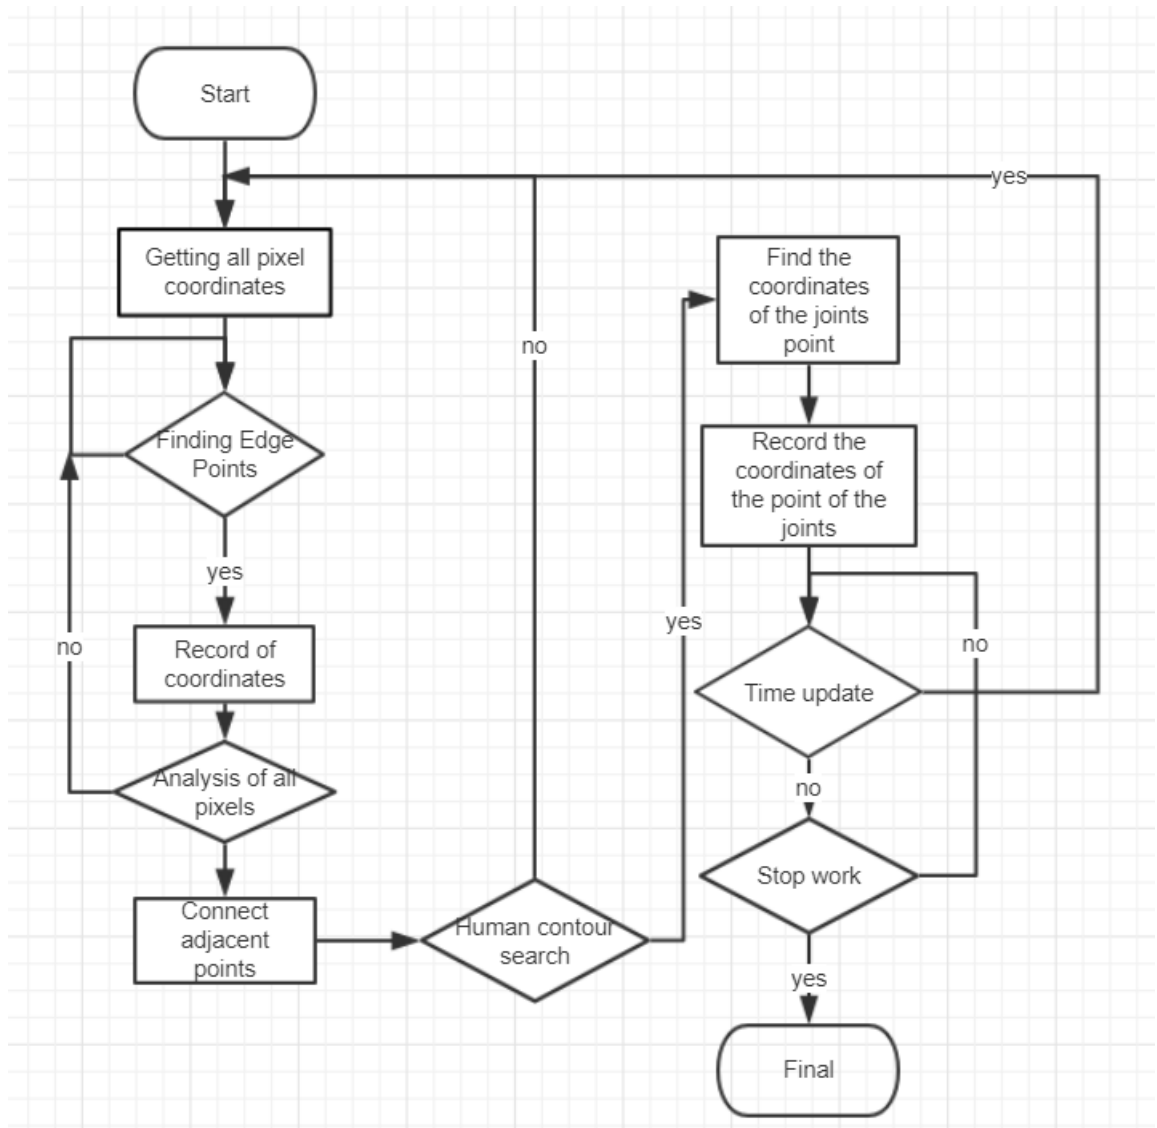 Start
yes
Getting all pixel
coordinates
Find the
coordinates
of the joints
point
no
Finding Edge
Points
Record the
coordinates of
the point of the
joints
yes
yes
no
Record of
coordinates
no
Time update
Analysis of all
pixels
no
Stop work
Connect
adjacent
points
Human contour
search
yes
Final